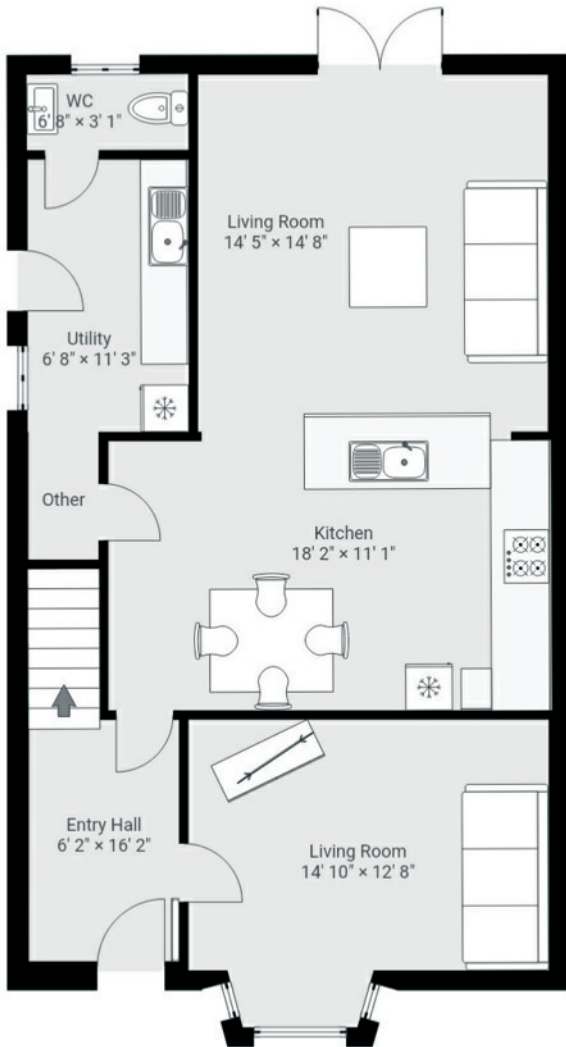 WC
6' 8" × 3' 1"
Living Room
14' 5" × 14' 8"
Utility
6' 8" × 11' 3"
Other
Kitchen
18' 2" × 11' 1"
Entry Hall
6' 2" × 16' 2"
Living Room
14' 10" × 12' 8"